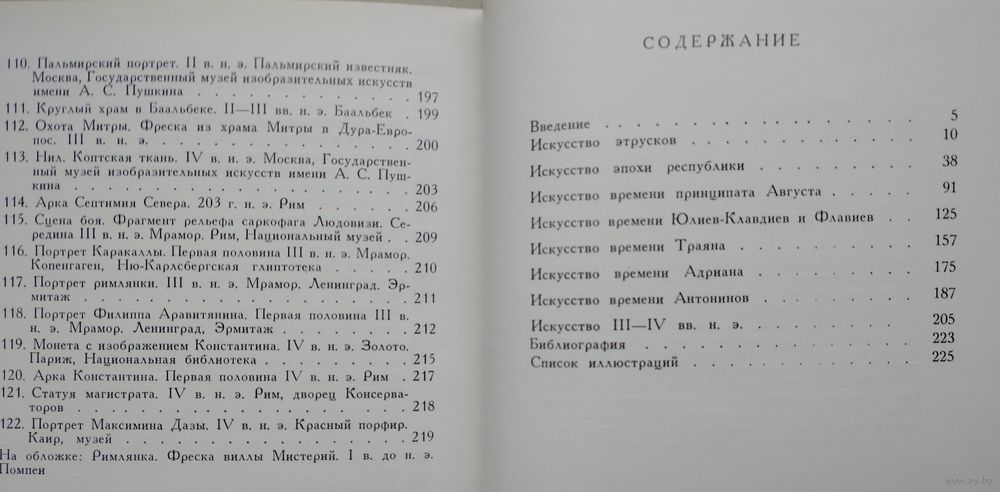 110. Пальмирский портрет. II в. н. э. Пальмирский известняк.
Москва, Государственный музей изобразительных искусств
имени А. С. Пушкина . . . . . . . . . . . . 197
111. Круглый храм в Баальбеке. II—III вв. н. э. Баальбек . 199
112. Охота Митры. Фреска из храма Митры в Дура-Евро-
пос. III в. н. э. . . . . . . . . . . . . . . 200
113. Нил. Коптская ткань. IV в. н. э. Москва, Государствен-
ный музей изобразительных искусств имени А. С. Пуш-
кина . . . . . . . . . . . . . . . . . . 203
114. Арка Септимия Севера. 203 г. н. э. Рим . . . . . . 206
115. Сцена боя. Фрагмент рельефа саркофага Людовизи. Се-
редина III в. н. э. Мрамор. Рим, Национальный музей . . 209
116. Портрет Каракаллы. Первая половина III в. н. э. Мрамор.
Копенгаген, Ню-Карлсбергская глиптотека . . . . . 210
117. Портрет римлянки. III в. н. э. Мрамор. Ленинград. Эр-
митаж . . . . . . . . . . . . . . . . . 211
118. Портрет Филиппа Аравитянина. Первая половина III в.
н. э. Мрамор. Ленинград, Эрмитаж . . . . . . . 212
119. Монета с изображением Константина. IV в. н. э. Золото.
Париж, Национальная библиотека . . . . . . . . 215
120. Арка Константина. Первая половина IV в. н. э. Рим . 217
121. Статуя магистрата. IV в. н. э. Рим, дворец Консерва-
торов . . . . . . . . . . . . . . . . . 218
122. Портрет Максимина Дазы. IV в. н. э. Красный порфир.
Каир, музей . . . . . . . . . . . . . . . 219
На обложке: Римлянка. Фреска виллы Мистерий. I в. до н. э.
Помпеи
СОДЕРЖАНИЕ
Введение . . . . . . . . . . . . . . . 5
Искусство этрусков . . . . . . . . . . . 10
Искусство эпохи республики . . . . . . . . 38
Искусство времени принципата Августа . . . . . 91
Искусство времени Юлиев-Клавдиев и Флавиев . . 125
Искусство времени Траяна . . . . . . . . . 157
Искусство времени Адриана . . . . . . . . 175
Искусство времени Антонинов . . . . . . . . 187
Искусство III—IV вв. н. э. . . . . . . . . 205
Библиография . . . . . . . . . . . . . 223
Список иллюстраций . . . . . . . . . . . 225
www.ay.by